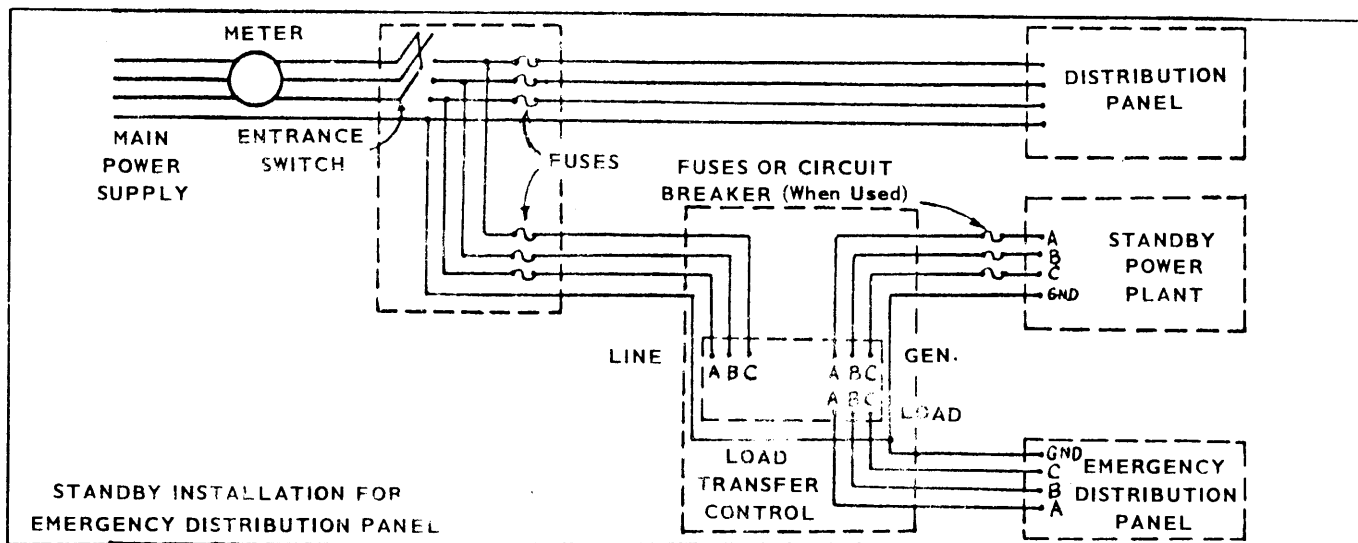 METER
MAIN
POWER
SUPPLY
ENTRANCE
SWITCH
FUSES
DISTRIBUTION
PANEL
FUSES OR CIRCUIT
BREAKER (When Used)
A
B
C
GND
STANDBY
POWER
PLANT
LINE
A B C
A B C
GEN.
A B C
LOAD
LOAD
TRANSFER
CONTROL
GND
C
B
A
EMERGENCY
DISTRIBUTION
PANEL
STANDBY INSTALLATION FOR
EMERGENCY DISTRIBUTION PANEL